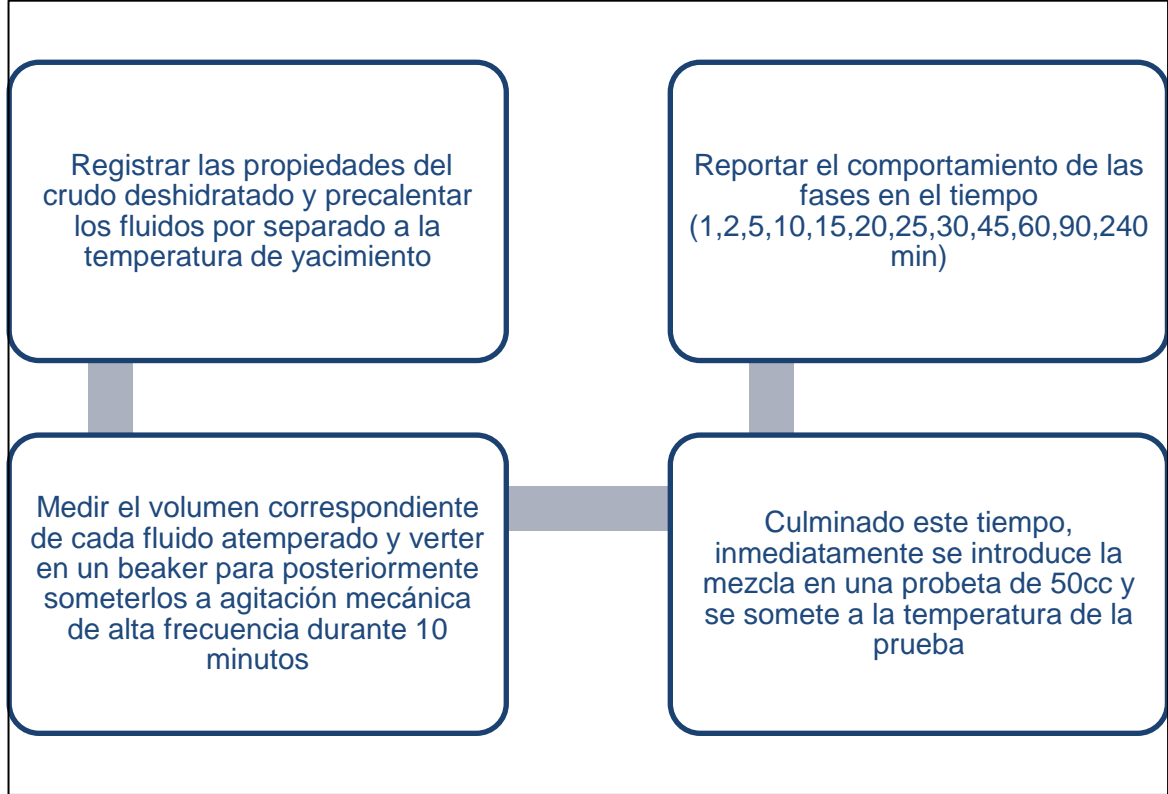 Registrar las propiedades del
crudo deshidratado y precalentar
los fluidos por separado a la
temperatura de yacimiento
Medir el volumen correspondiente
de cada fluido atemperado y verter
en un beaker para posteriormente
someterlos a agitación mecánica
de alta frecuencia durante 10
minutos
Culminado este tiempo,
inmediatamente se introduce la
mezcla en una probeta de 50cc y
se somete a la temperatura de la
prueba
Reportar el comportamiento de las
fases en el tiempo
(1,2,5,10,15,20,25,30,45,60,90,240
min)